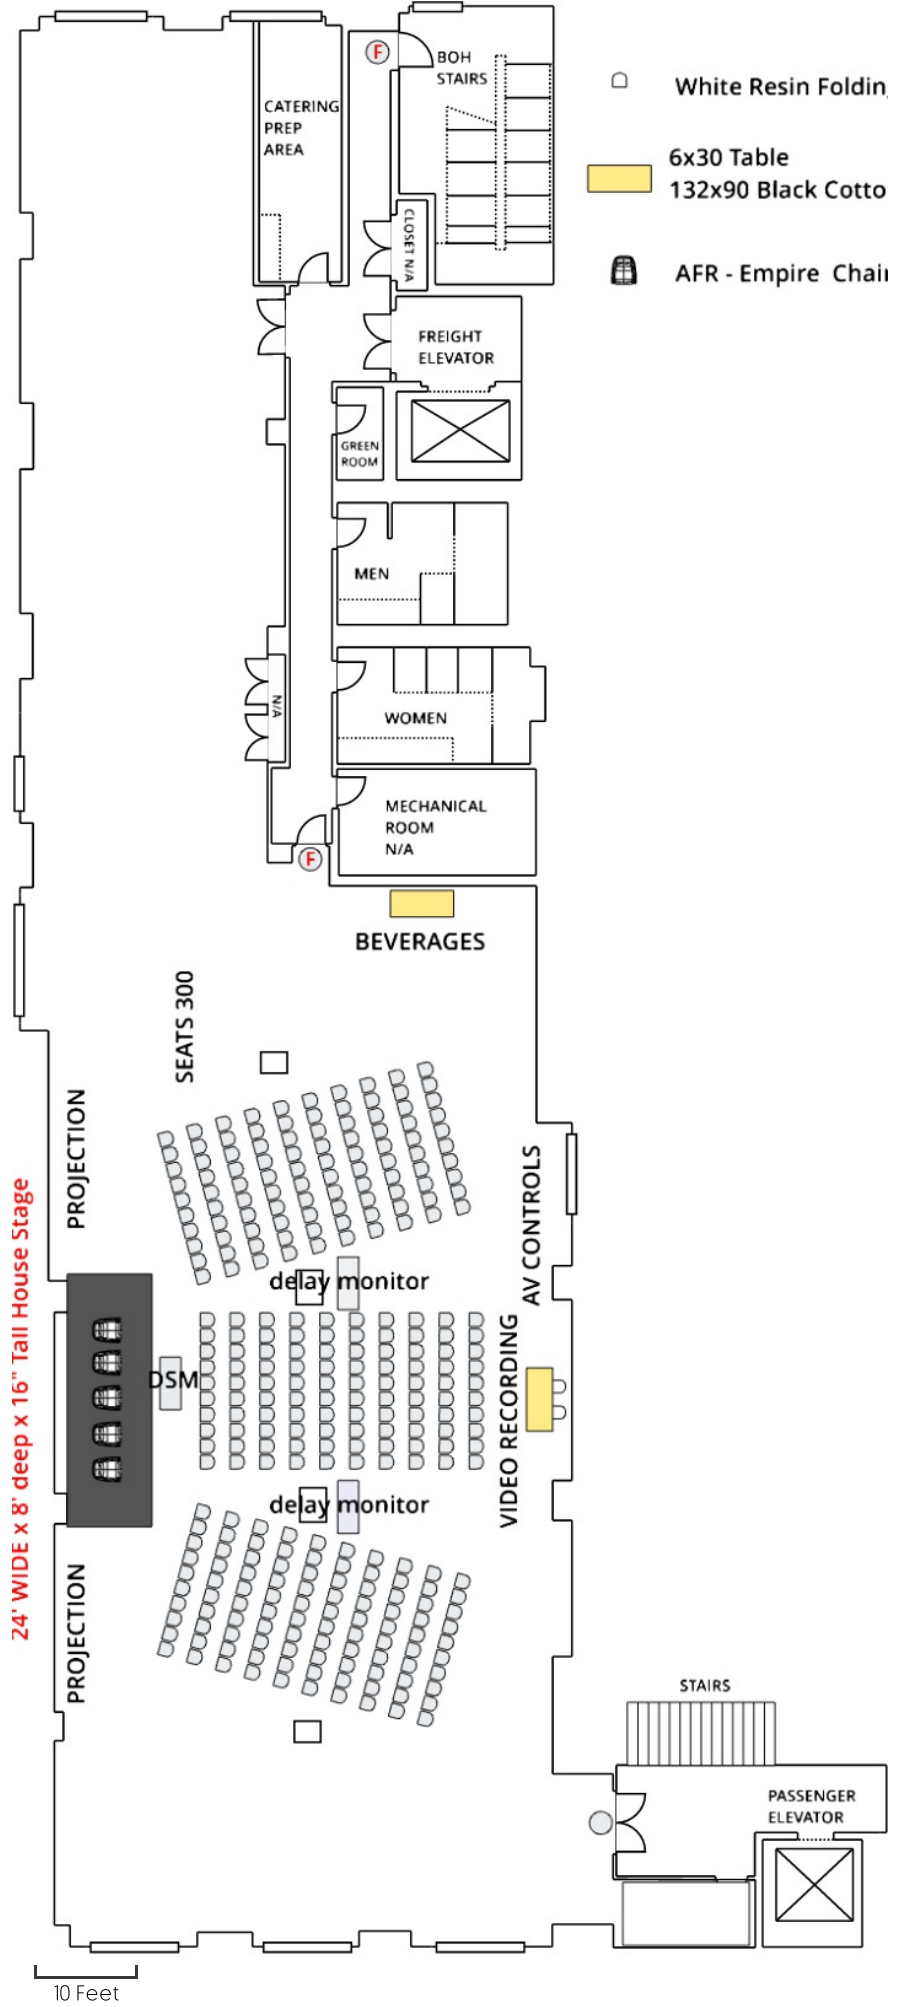 F
BOH
STAIRS
White Resin Foldin
CATERING
PREP
AREA
6x30 Table
132x90 Black Cotto
CLOSET N/A
AFR - Empire Chai
FREIGHT
ELEVATOR
GREEN
ROOM
MEN
N/A
WOMEN
MECHANICAL
ROOM
N/A
F
BEVERAGES
SEATS 300
PROJECTION
24' WIDE x 8' deep x 16" Tall House Stage
AV CONTROLS
delay monitor
DSM
VIDEO RECORDING
delay monitor
PROJECTION
STAIRS
PASSENGER
ELEVATOR
10 Feet